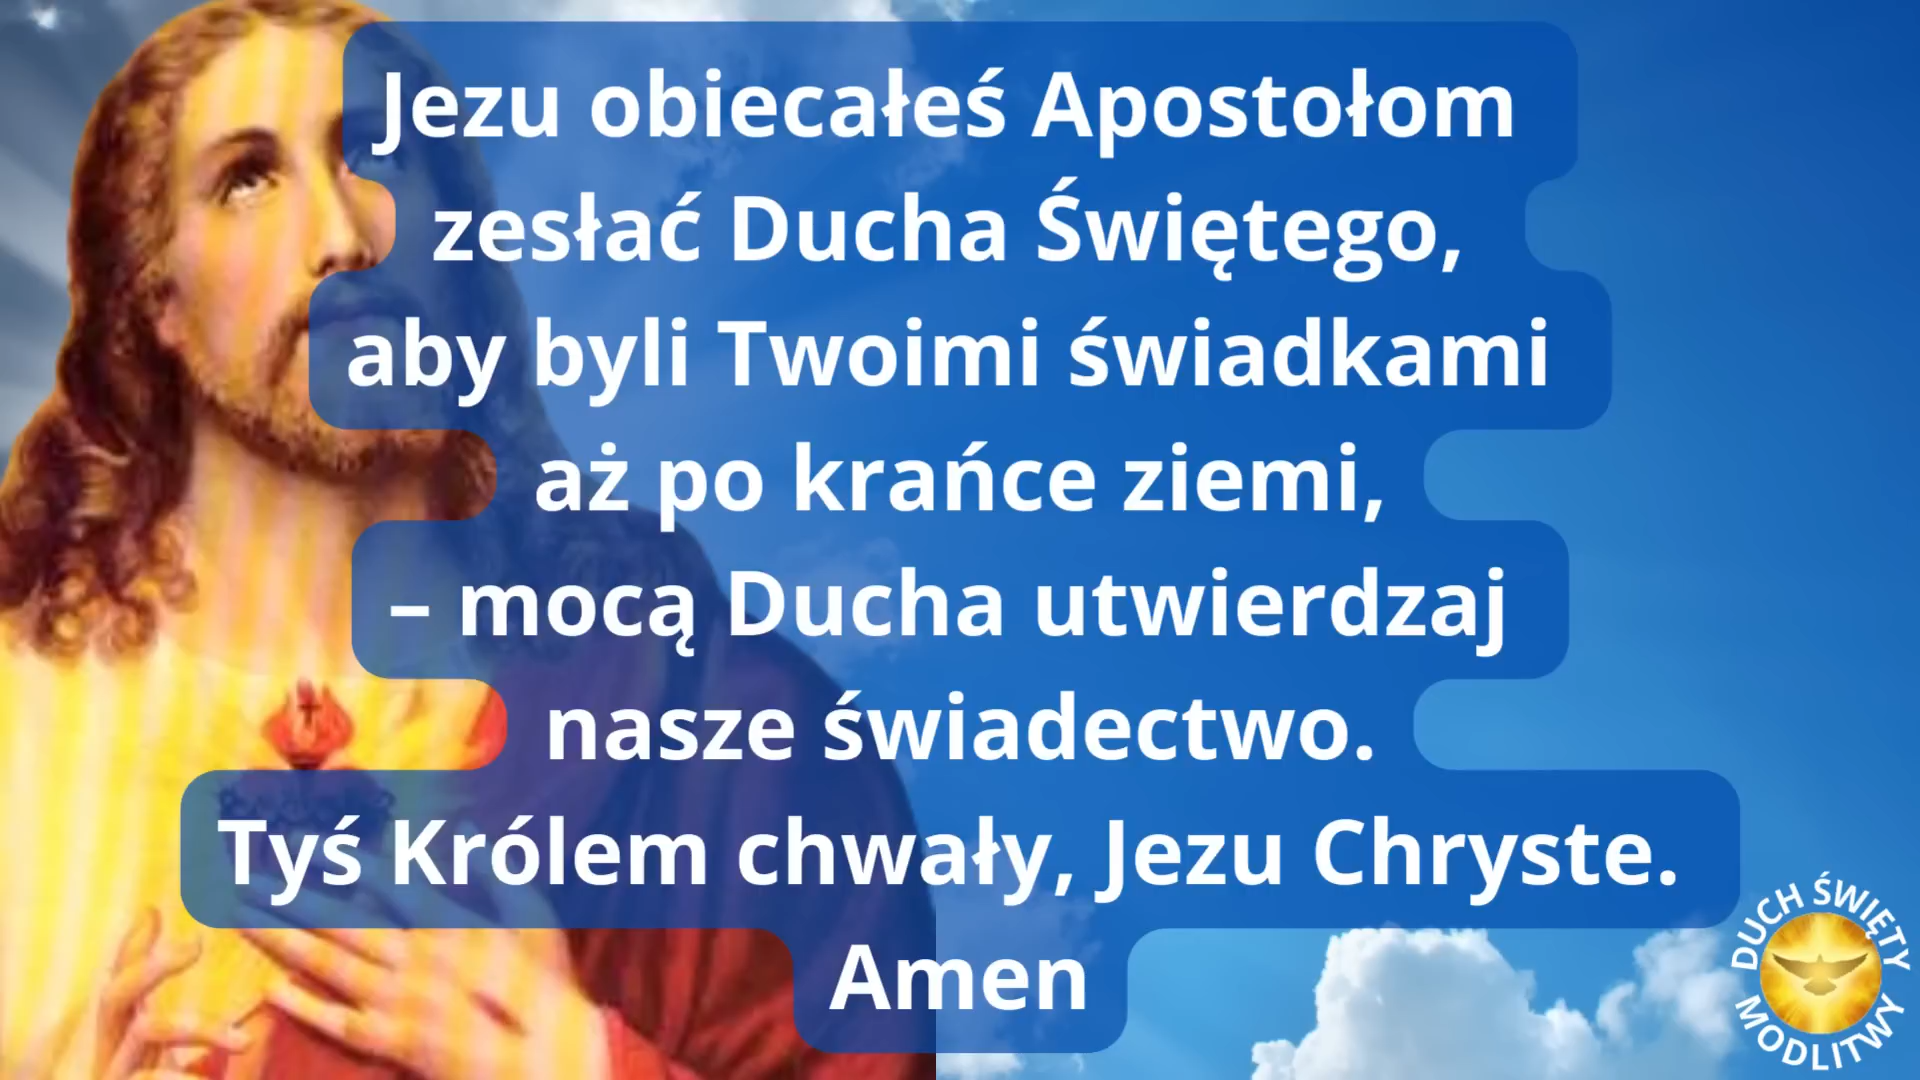 Jezu obiecałeś Apostołom
zesłać Ducha Świętego,
aby byli Twoimi świadkami
aż po krańce ziemi,
– mocą Ducha utwierdzaj
nasze świadectwo.
Tyś Królem chwały, Jezu Chryste.
Amen
DUCH ŚWIĘTY
MODLITWY